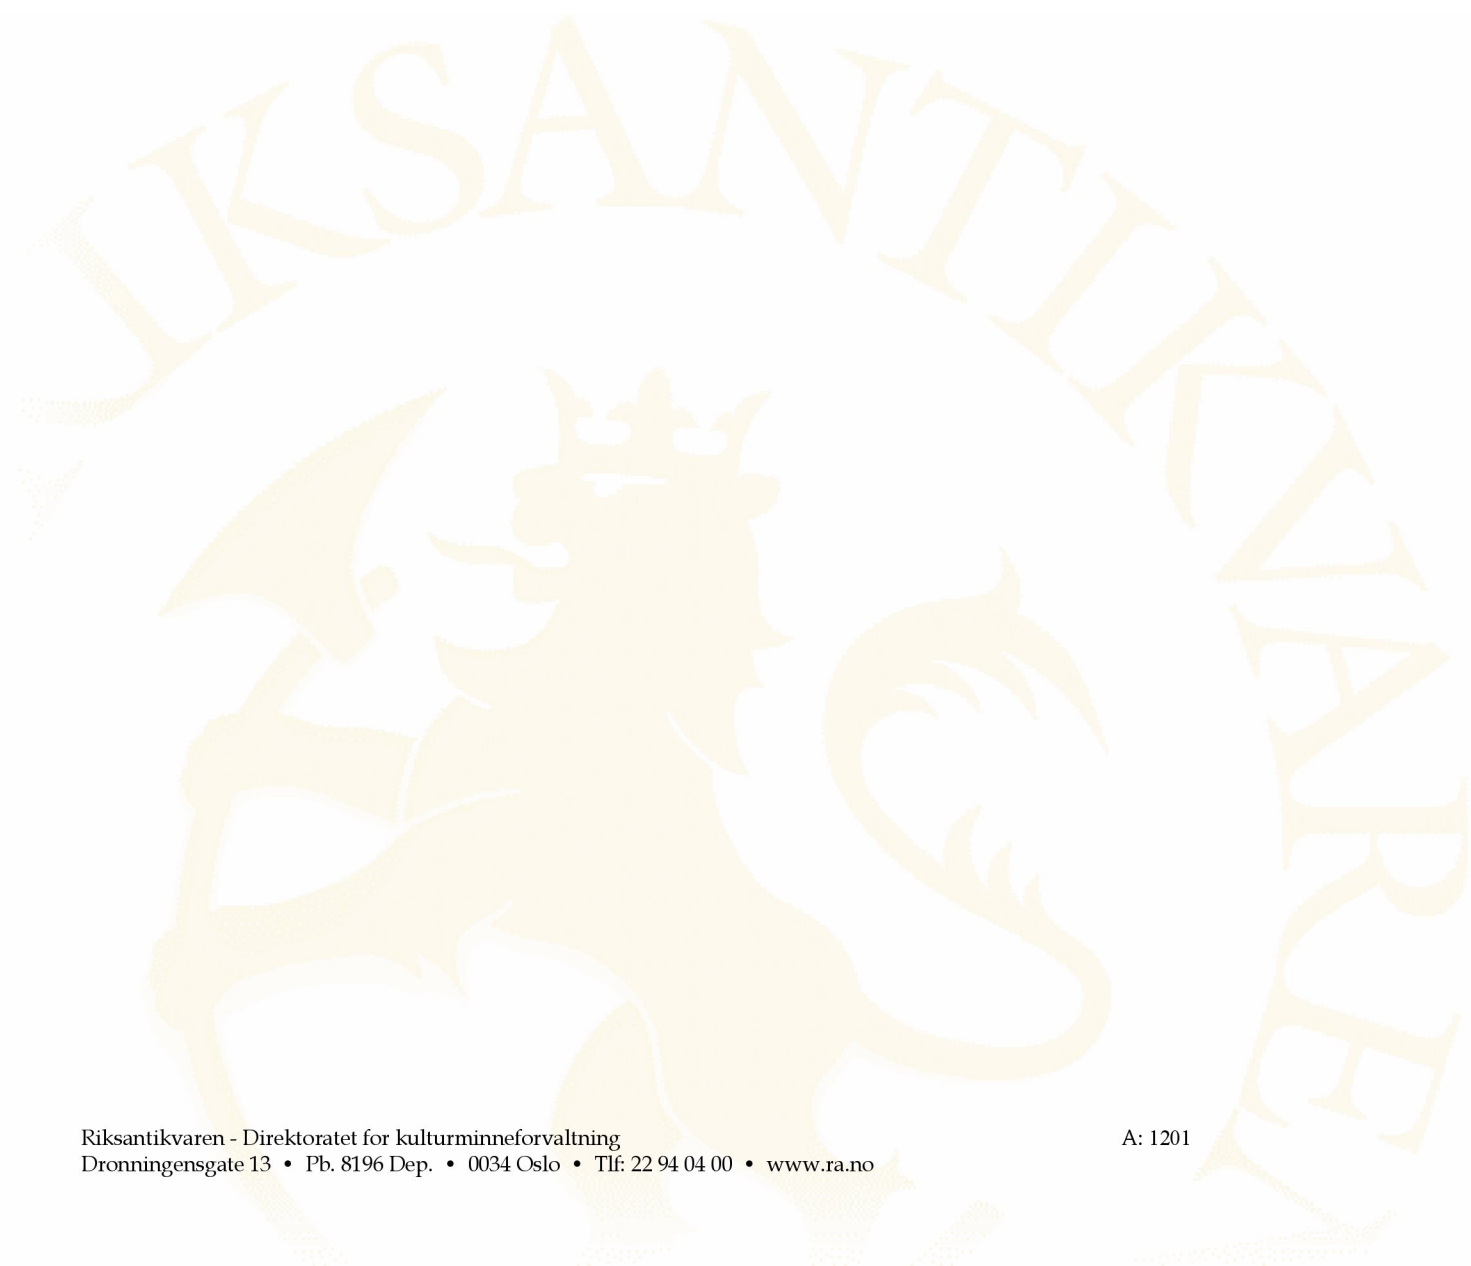 RIKSANTIKVAREN
Riksantikvaren - Direktoratet for kulturminneforvaltning
A: 1201
Dronningensgate 13 • Pb. 8196 Dep. • 0034 Oslo • Tlf: 22 94 04 00 • www.ra.no